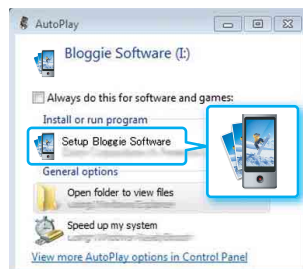 AutoPlay
Bloggie Software (I:)
Always do this for software and games:
Install or run program
Setup Bloggie Software
General options
Open folder to view files
Speed up my system
View more AutoPlay options in Control Panel